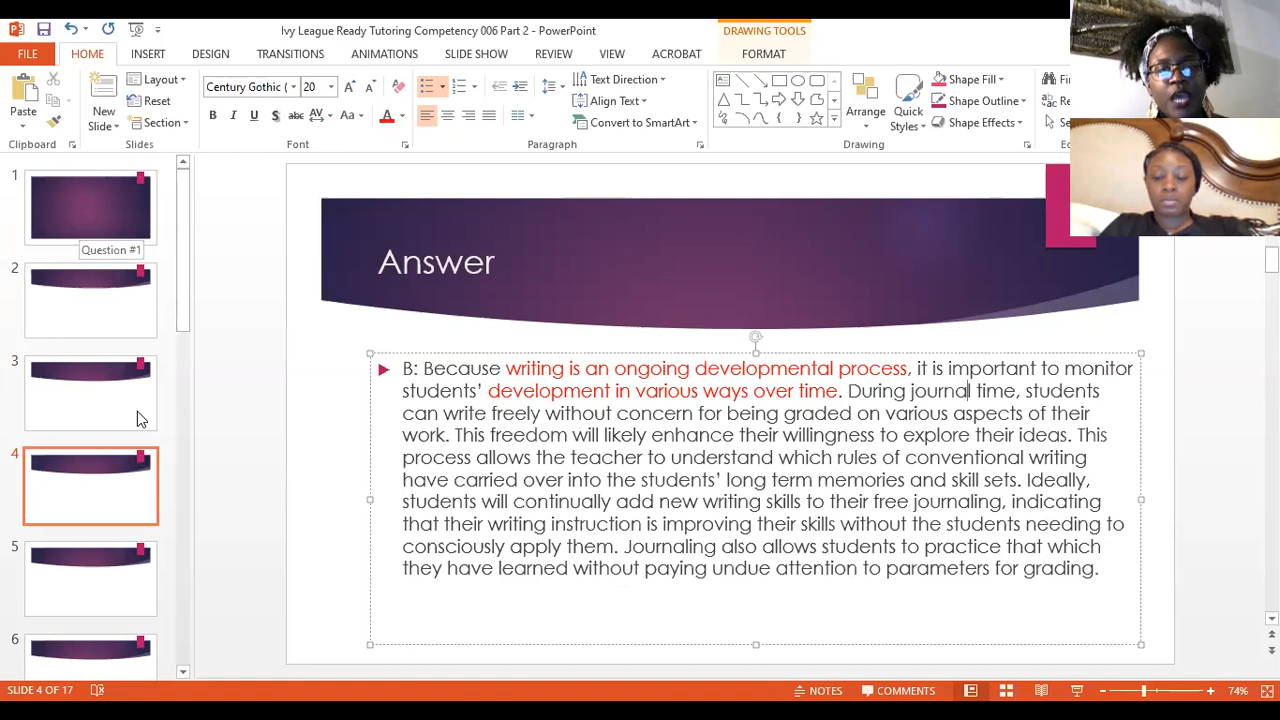 Ivy League Ready Tutoring Competency 006 Part 2 - PowerPoint
DRAWING TOOLS
FILE HOME INSERT DESIGN TRANSITIONS ANIMATIONS SLIDE SHOW REVIEW VIEW ACROBAT FORMAT
Paste
New Slide
Layout
Reset
Section
Century Gothic ( 20
B I U S abc AV Aa A
Text Direction
Align Text
Convert to SmartArt
Arrange
Quick Styles
Shape Fill
Shape Outline
Shape Effects
Clipboard Slides Font Paragraph Drawing
1
Question #1
2
3
4
5
6
Answer
B: Because writing is an ongoing developmental process, it is important to monitor
students’ development in various ways over time. During journal time, students
can write freely without concern for being graded on various aspects of their
work. This freedom will likely enhance their willingness to explore their ideas. This
process allows the teacher to understand which rules of conventional writing
have carried over into the students’ long term memories and skill sets. Ideally,
students will continually add new writing skills to their free journaling, indicating
that their writing instruction is improving their skills without the students needing to
consciously apply them. Journaling also allows students to practice that which
they have learned without paying undue attention to parameters for grading.
SLIDE 4 OF 17 NOTES COMMENTS 74%